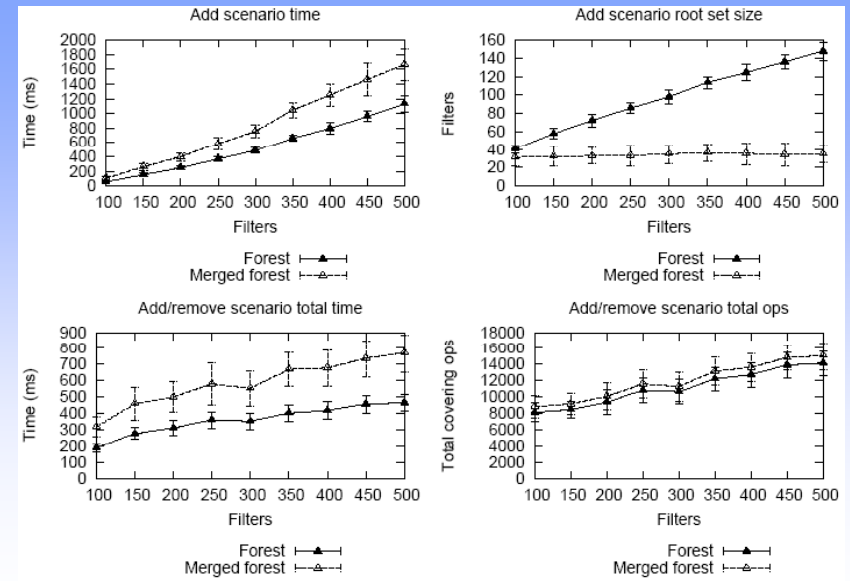 Add scenario time
2000
1800
1600
1400
1200
1000
800
600
400
200
0
Time (ms)
100 150 200 250 300 350 400 450 500
Filters
Forest
Merged forest
Add scenario root set size
160
140
120
100
80
60
40
20
0
Filters
100 150 200 250 300 350 400 450 500
Filters
Forest
Merged forest
Add/remove scenario total time
900
800
700
600
500
400
300
200
100
0
Time (ms)
100 150 200 250 300 350 400 450 500
Filters
Forest
Merged forest
Add/remove scenario total ops
18000
16000
14000
12000
10000
8000
6000
4000
2000
0
Total covering ops
100 150 200 250 300 350 400 450 500
Filters
Forest
Merged forest